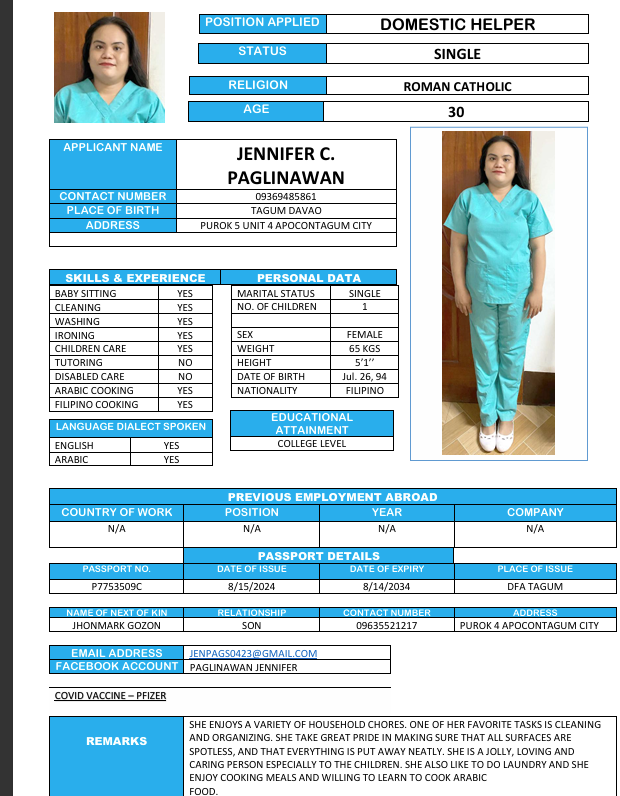 POSITION APPLIED DOMESTIC HELPER
STATUS SINGLE
RELIGION ROMAN CATHOLIC
AGE 30
APPLICANT NAME JENNIFER C.
PAGLINAWAN
CONTACT NUMBER 09369485861
PLACE OF BIRTH TAGUM DAVAO
ADDRESS PUROK 5 UNIT 4 APOCONTAGUM CITY
SKILLS & EXPERIENCE
BABY SITTING YES
CLEANING YES
WASHING YES
IRONING YES
CHILDREN CARE YES
TUTORING NO
DISABLED CARE NO
ARABIC COOKING YES
FILIPINO COOKING YES
LANGUAGE DIALECT SPOKEN
ENGLISH YES
ARABIC YES
PERSONAL DATA
MARITAL STATUS SINGLE
NO. OF CHILDREN 1
SEX FEMALE
WEIGHT 65 KGS
HEIGHT 5'1''
DATE OF BIRTH Jul. 26, 94
NATIONALITY FILIPINO
EDUCATIONAL
ATTAINMENT
COLLEGE LEVEL
PREVIOUS EMPLOYMENT ABROAD
COUNTRY OF WORK POSITION YEAR COMPANY
N/A N/A N/A N/A
PASSPORT DETAILS
PASSPORT NO. DATE OF ISSUE DATE OF EXPIRY PLACE OF ISSUE
P7753509C 8/15/2024 8/14/2034 DFA TAGUM
NAME OF NEXT OF KIN RELATIONSHIP CONTACT NUMBER ADDRESS
JHONMARK GOZON SON 09635521217 PUROK 4 APOCONTAGUM CITY
EMAIL ADDRESS JENPAGS0423@GMAIL.COM
FACEBOOK ACCOUNT PAGLINAWAN JENNIFER
COVID VACCINE – PFIZER
REMARKS
SHE ENJOYS A VARIETY OF HOUSEHOLD CHORES. ONE OF HER FAVORITE TASKS IS CLEANING
AND ORGANIZING. SHE TAKE GREAT PRIDE IN MAKING SURE THAT ALL SURFACES ARE
SPOTLESS, AND THAT EVERYTHING IS PUT AWAY NEATLY. SHE IS A JOLLY, LOVING AND
CARING PERSON ESPECIALLY TO THE CHILDREN. SHE ALSO LIKE TO DO LAUNDRY AND SHE
ENJOY COOKING MEALS AND WILLING TO LEARN TO COOK ARABIC
FOOD.